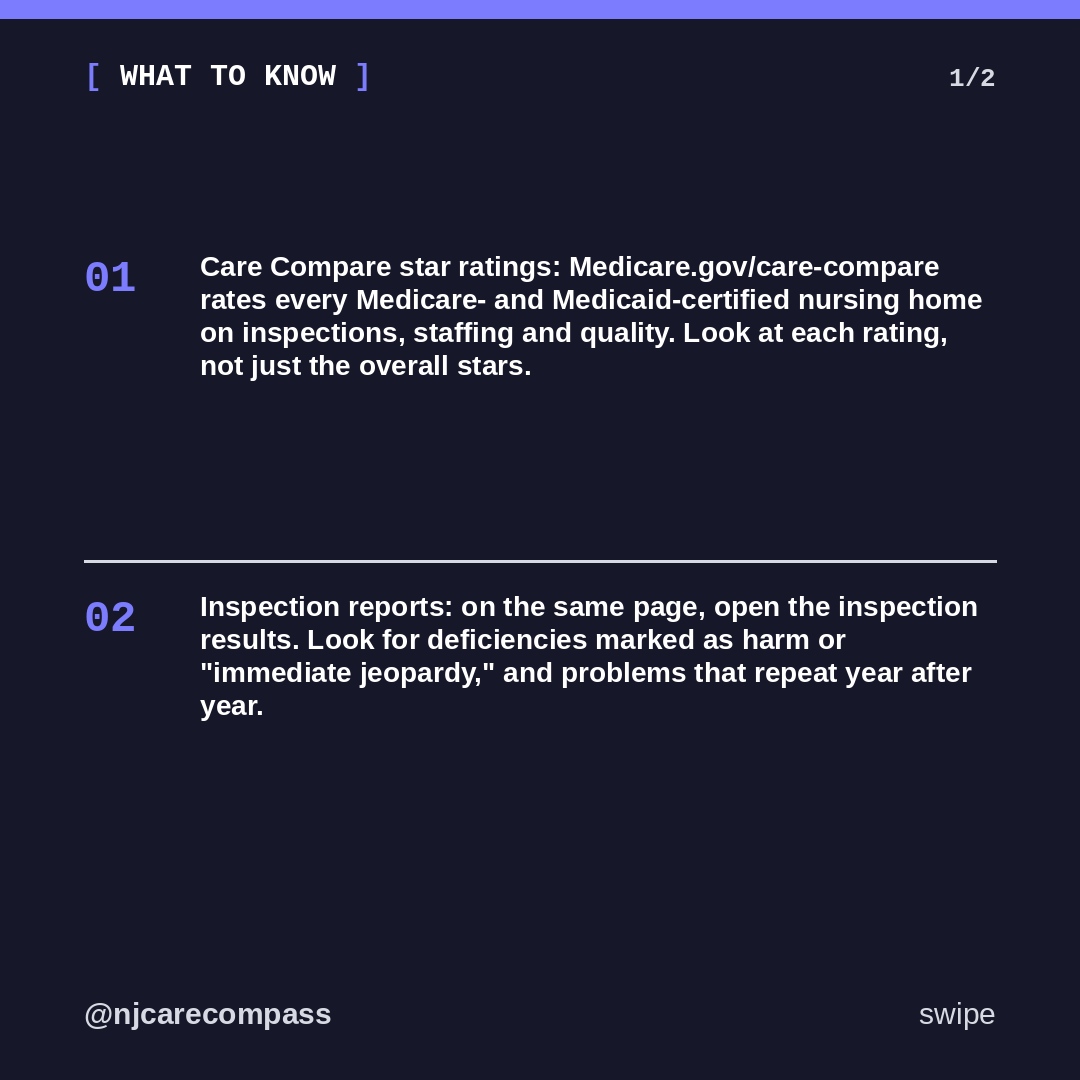 [ WHAT TO KNOW ]
1/2
01
Care Compare star ratings: Medicare.gov/care-compare
rates every Medicare- and Medicaid-certified nursing home
on inspections, staffing and quality. Look at each rating,
not just the overall stars.
02
Inspection reports: on the same page, open the inspection
results. Look for deficiencies marked as harm or
"immediate jeopardy," and problems that repeat year after
year.
@njcarecompass
swipe